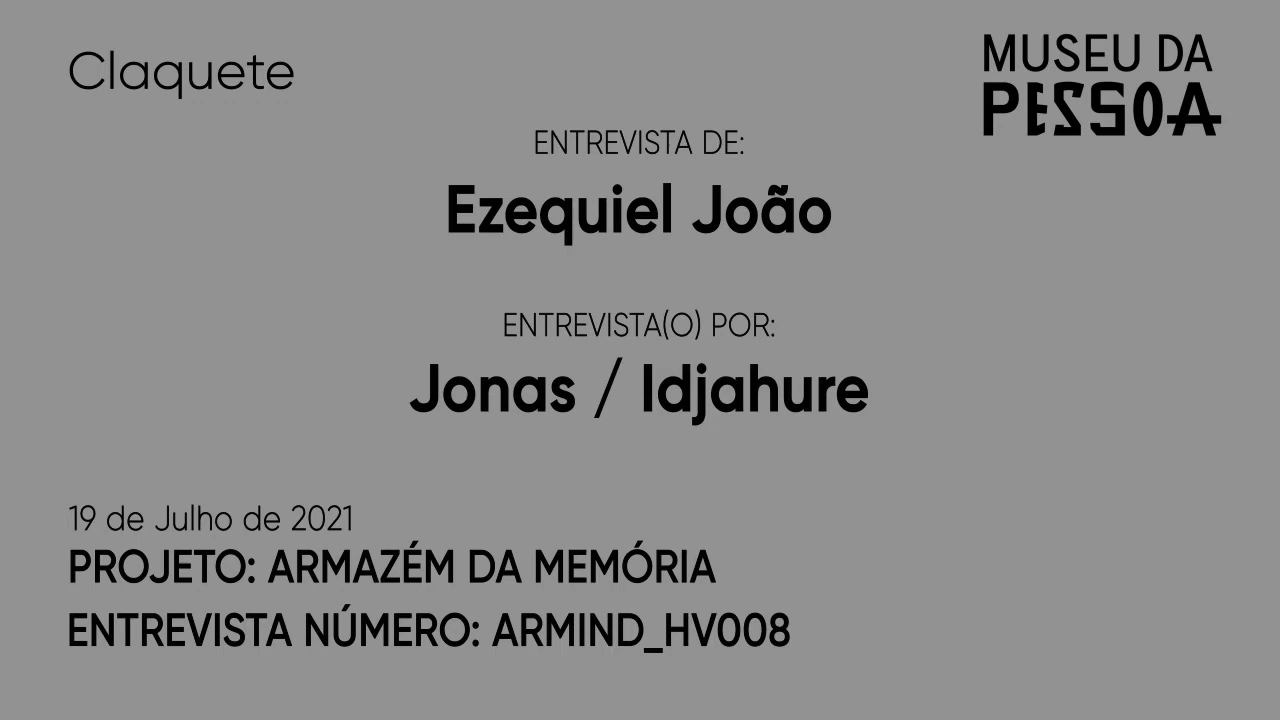 Claquete
MUSEU DA
PESSOA
ENTREVISTA DE:
Ezequiel João
ENTREVISTA(O) POR:
Jonas / Idjahure
19 de Julho de 2021
PROJETO: ARMAZÉM DA MEMÓRIA
ENTREVISTA NÚMERO: ARMIND_HV008